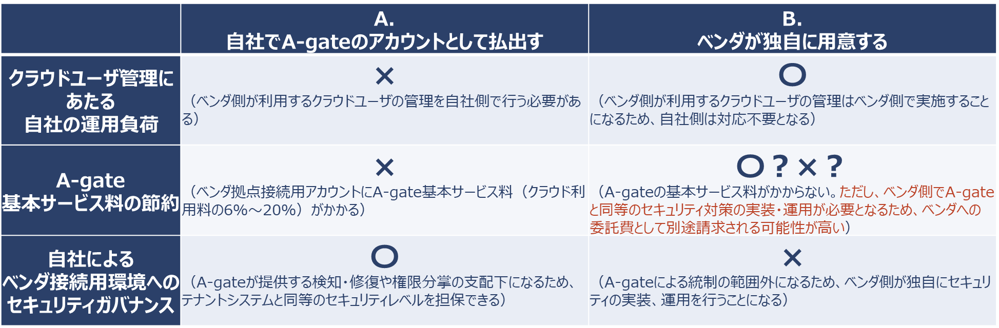 A.
自社でA-gateのアカウントとして払出す
B.
ベンダが独自に用意する
クラウドユーザ管理に
あたる
自社の運用負荷
×
（ベンダ側が利用するクラウドユーザの管理を自社側で行う必要があ
る）
〇
（ベンダ側が利用するクラウドユーザの管理はベンダ側で実施すること
になるため、自社側は対応不要となる）
A-gate
基本サービス料の節約
×
（ベンダ拠点接続用アカウントにA-gate基本サービス料（クラウド利
用料の6%～20%）がかかる）
〇？×？
（A-gateの基本サービス料がかからない。ただし、ベンダ側でA-gate
と同等のセキュリティ対策の実装・運用が必要となるため、ベンダへの
委託費として別途請求される可能性が高い）
自社による
ベンダ接続用環境への
セキュリティガバナンス
〇
（A-gateが提供する検知・修復や権限分掌の支配下になるため、
テナントシステムと同等のセキュリティレベルを担保できる）
×
（A-gateによる統制の範囲外になるため、ベンダ側が独自にセキュリ
ティの実装、運用を行うことになる）